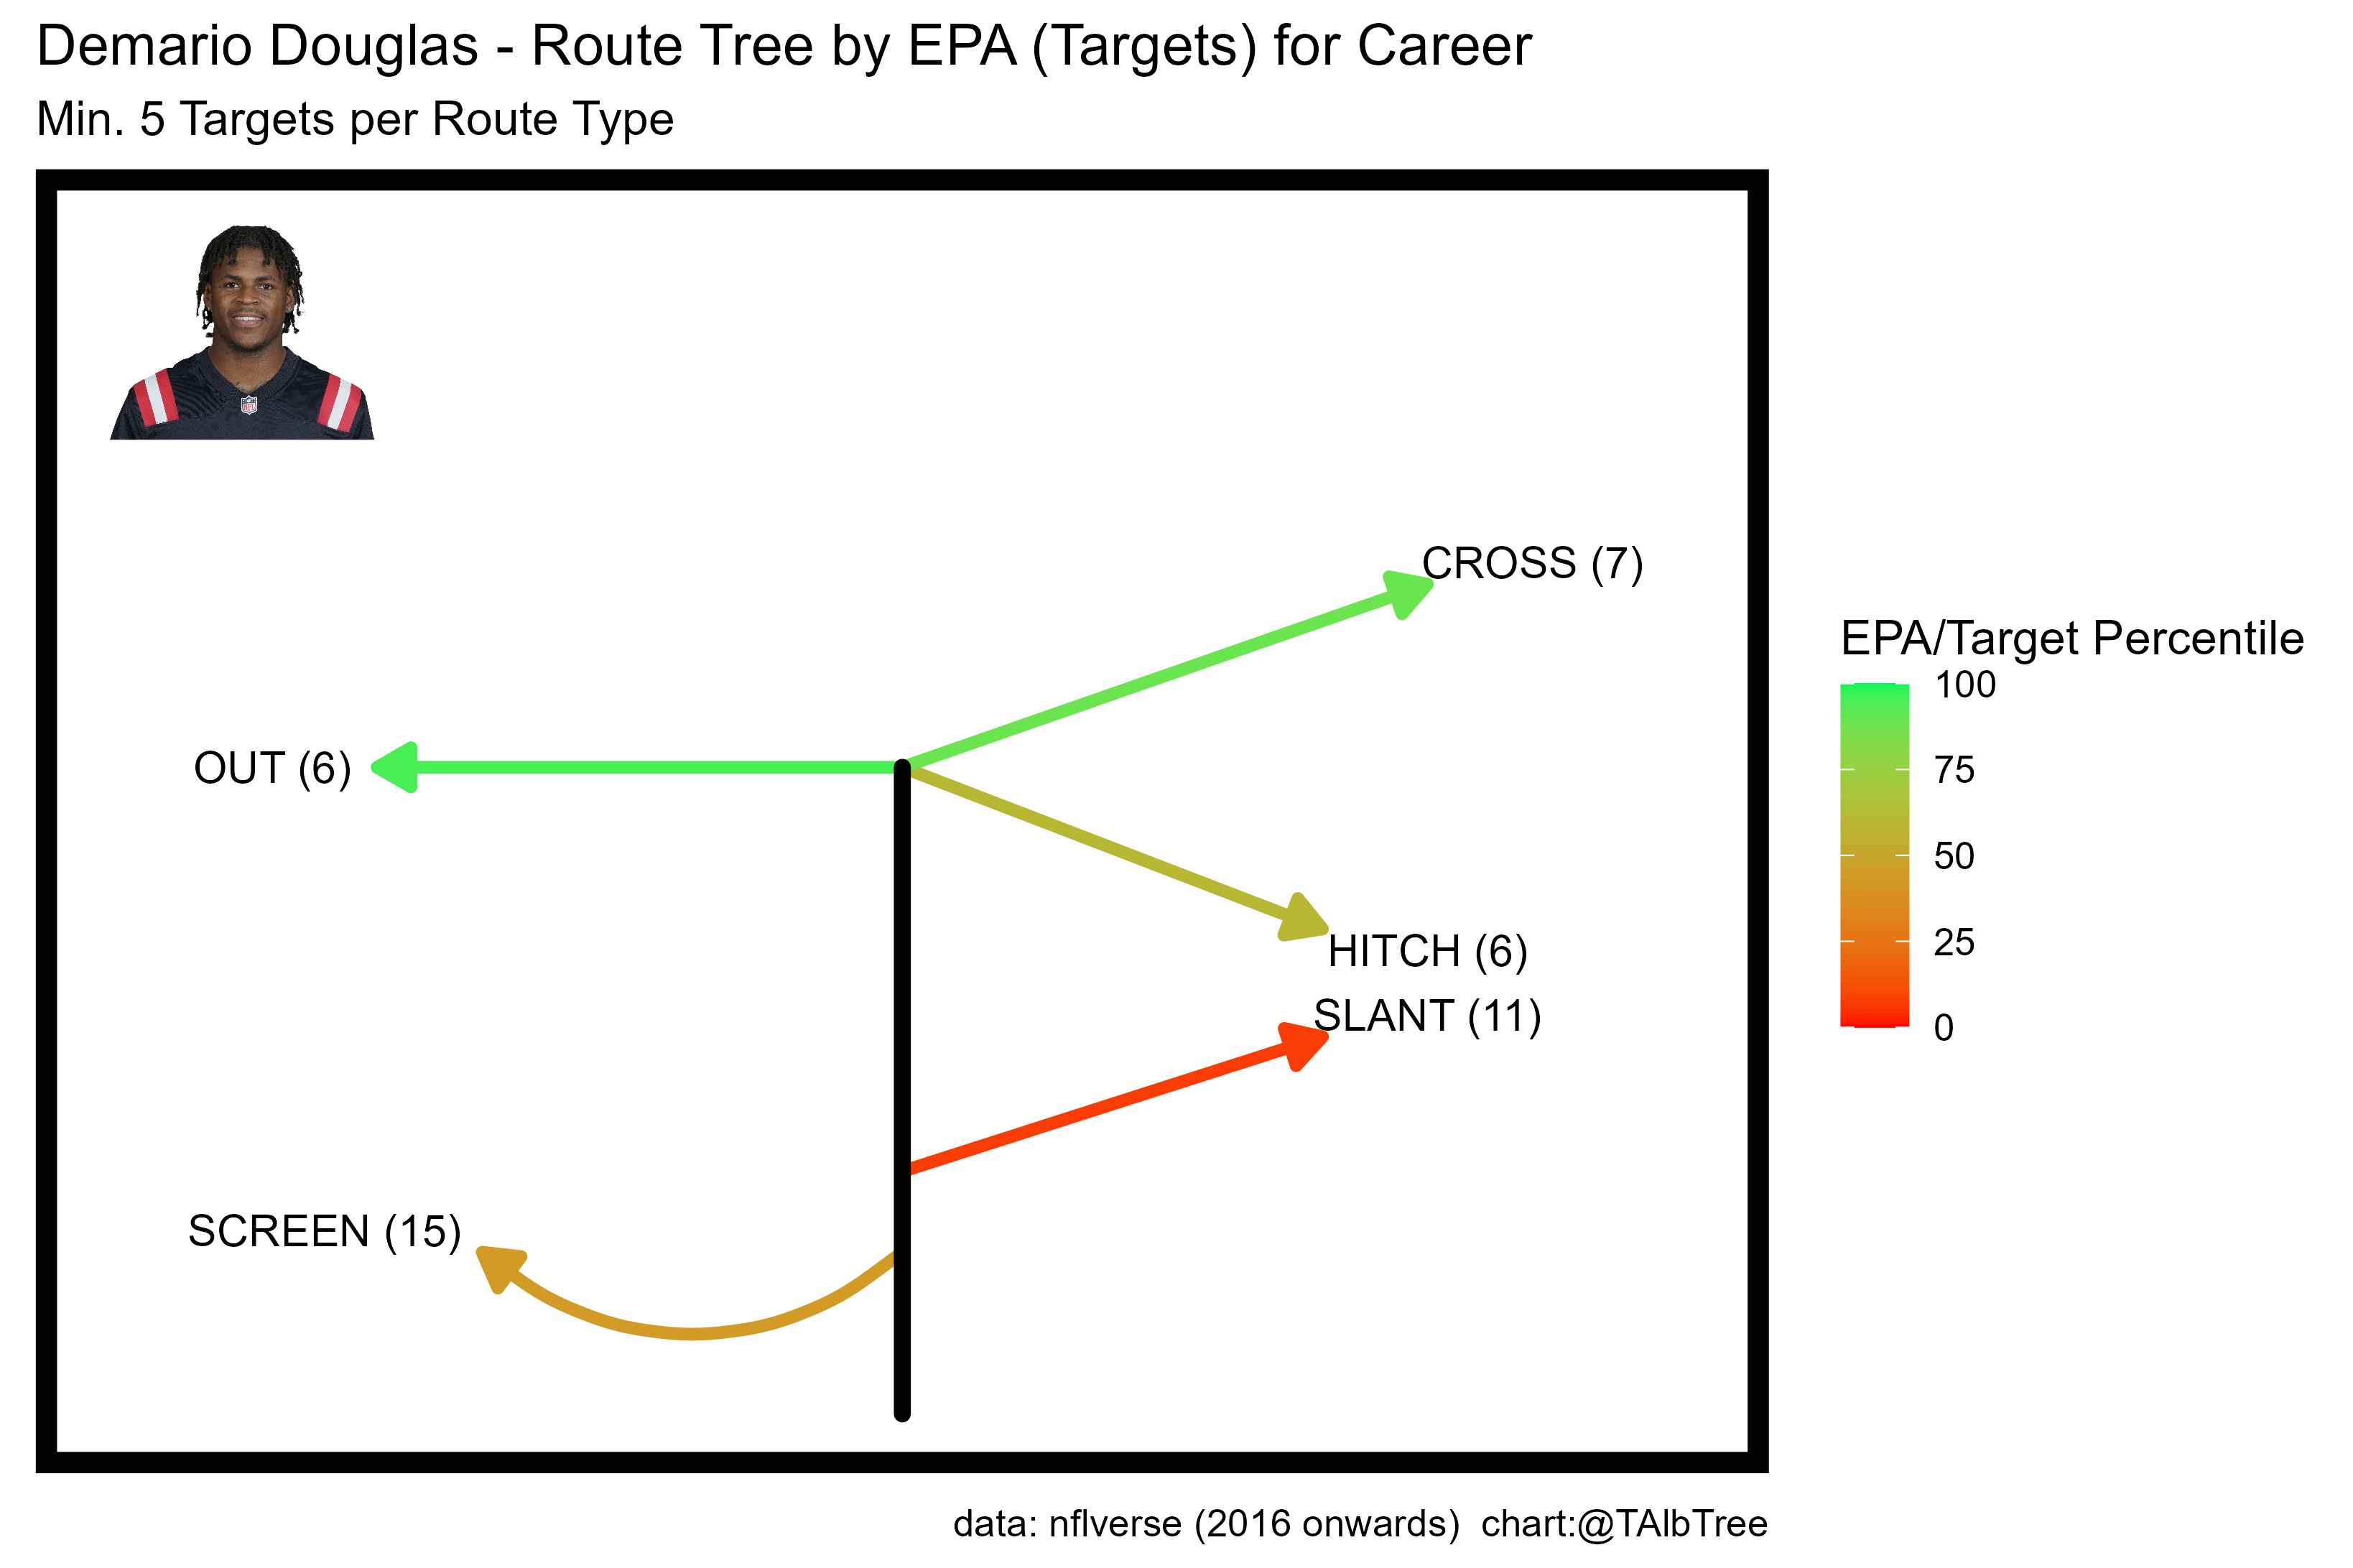 Demario Douglas - Route Tree by EPA (Targets) for Career
Min. 5 Targets per Route Type
NFL
CROSS (7)
EPA/Target Percentile
100
75
50
25
0
OUT (6)
HITCH (6)
SLANT (11)
SCREEN (15)
data: nflverse (2016 onwards)  chart:@TAlbTree